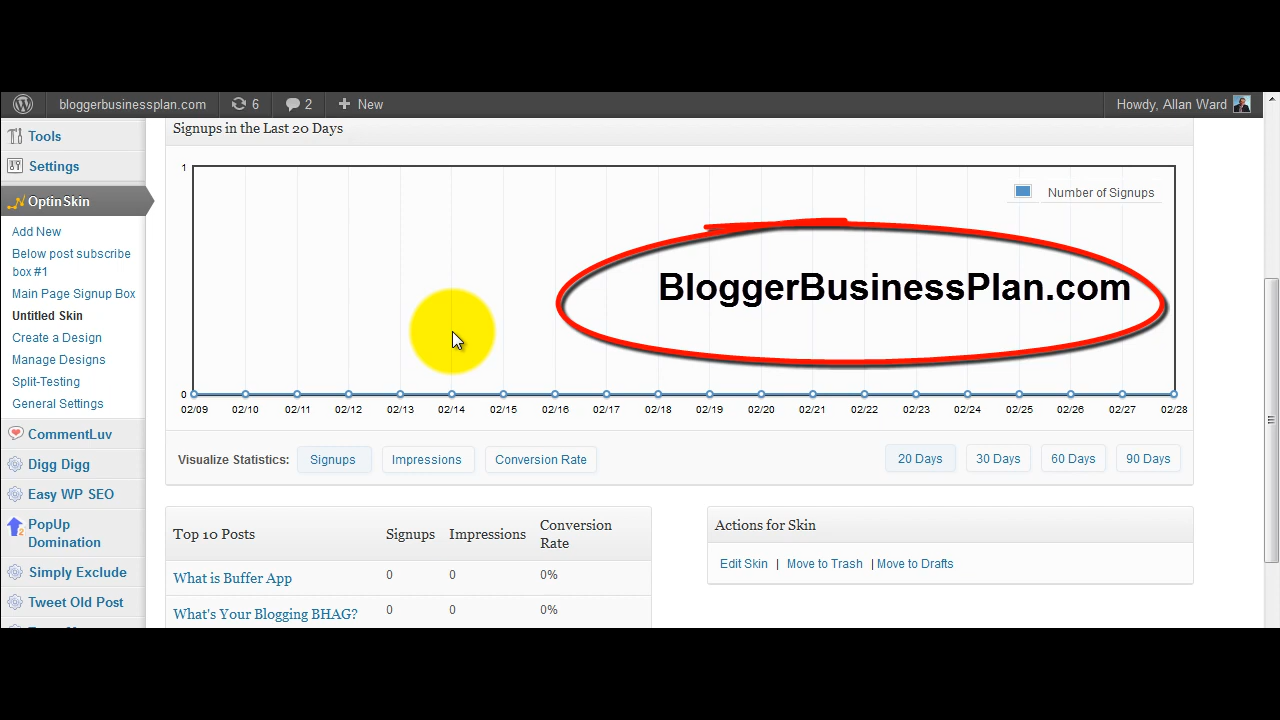 bloggerbusinessplan.com 6 2 New Howdy, Allan Ward
Tools
Settings
OptinSkin
Add New
Below post subscribe
box #1
Main Page Signup Box
Untitled Skin
Create a Design
Manage Designs
Split-Testing
General Settings
CommentLuv
Digg Digg
Easy WP SEO
PopUp
Domination
Simply Exclude
Tweet Old Post
Signups in the Last 20 Days
1
Number of Signups
BloggerBusinessPlan.com
0
02/09 02/10 02/11 02/12 02/13 02/14 02/15 02/16 02/17 02/18 02/19 02/20 02/21 02/22 02/23 02/24 02/25 02/26 02/27 02/28
Visualize Statistics: Signups Impressions Conversion Rate 20 Days 30 Days 60 Days 90 Days
Top 10 Posts Signups Impressions Conversion
Rate
What is Buffer App 0 0 0%
What's Your Blogging BHAG? 0 0 0%
Actions for Skin
Edit Skin | Move to Trash | Move to Drafts